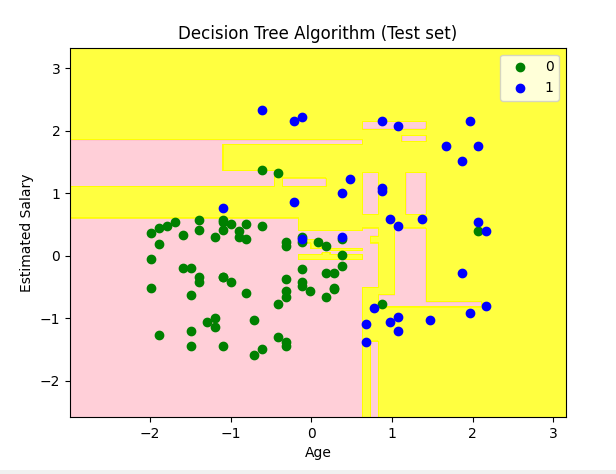 Decision Tree Algorithm (Test set)
0
1
3
2
1
0
−1
−2
Estimated Salary
−2 −1 0 1 2 3
Age